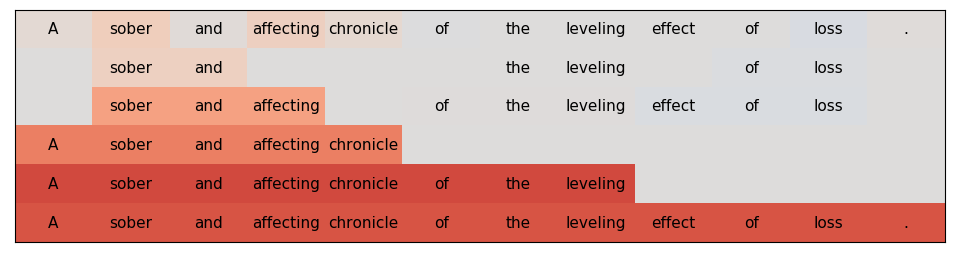 A sober and affecting chronicle of the leveling effect of loss .
sober and the leveling of loss
sober and affecting of the leveling effect of loss
A sober and affecting chronicle
A sober and affecting chronicle of the leveling
A sober and affecting chronicle of the leveling effect of loss .